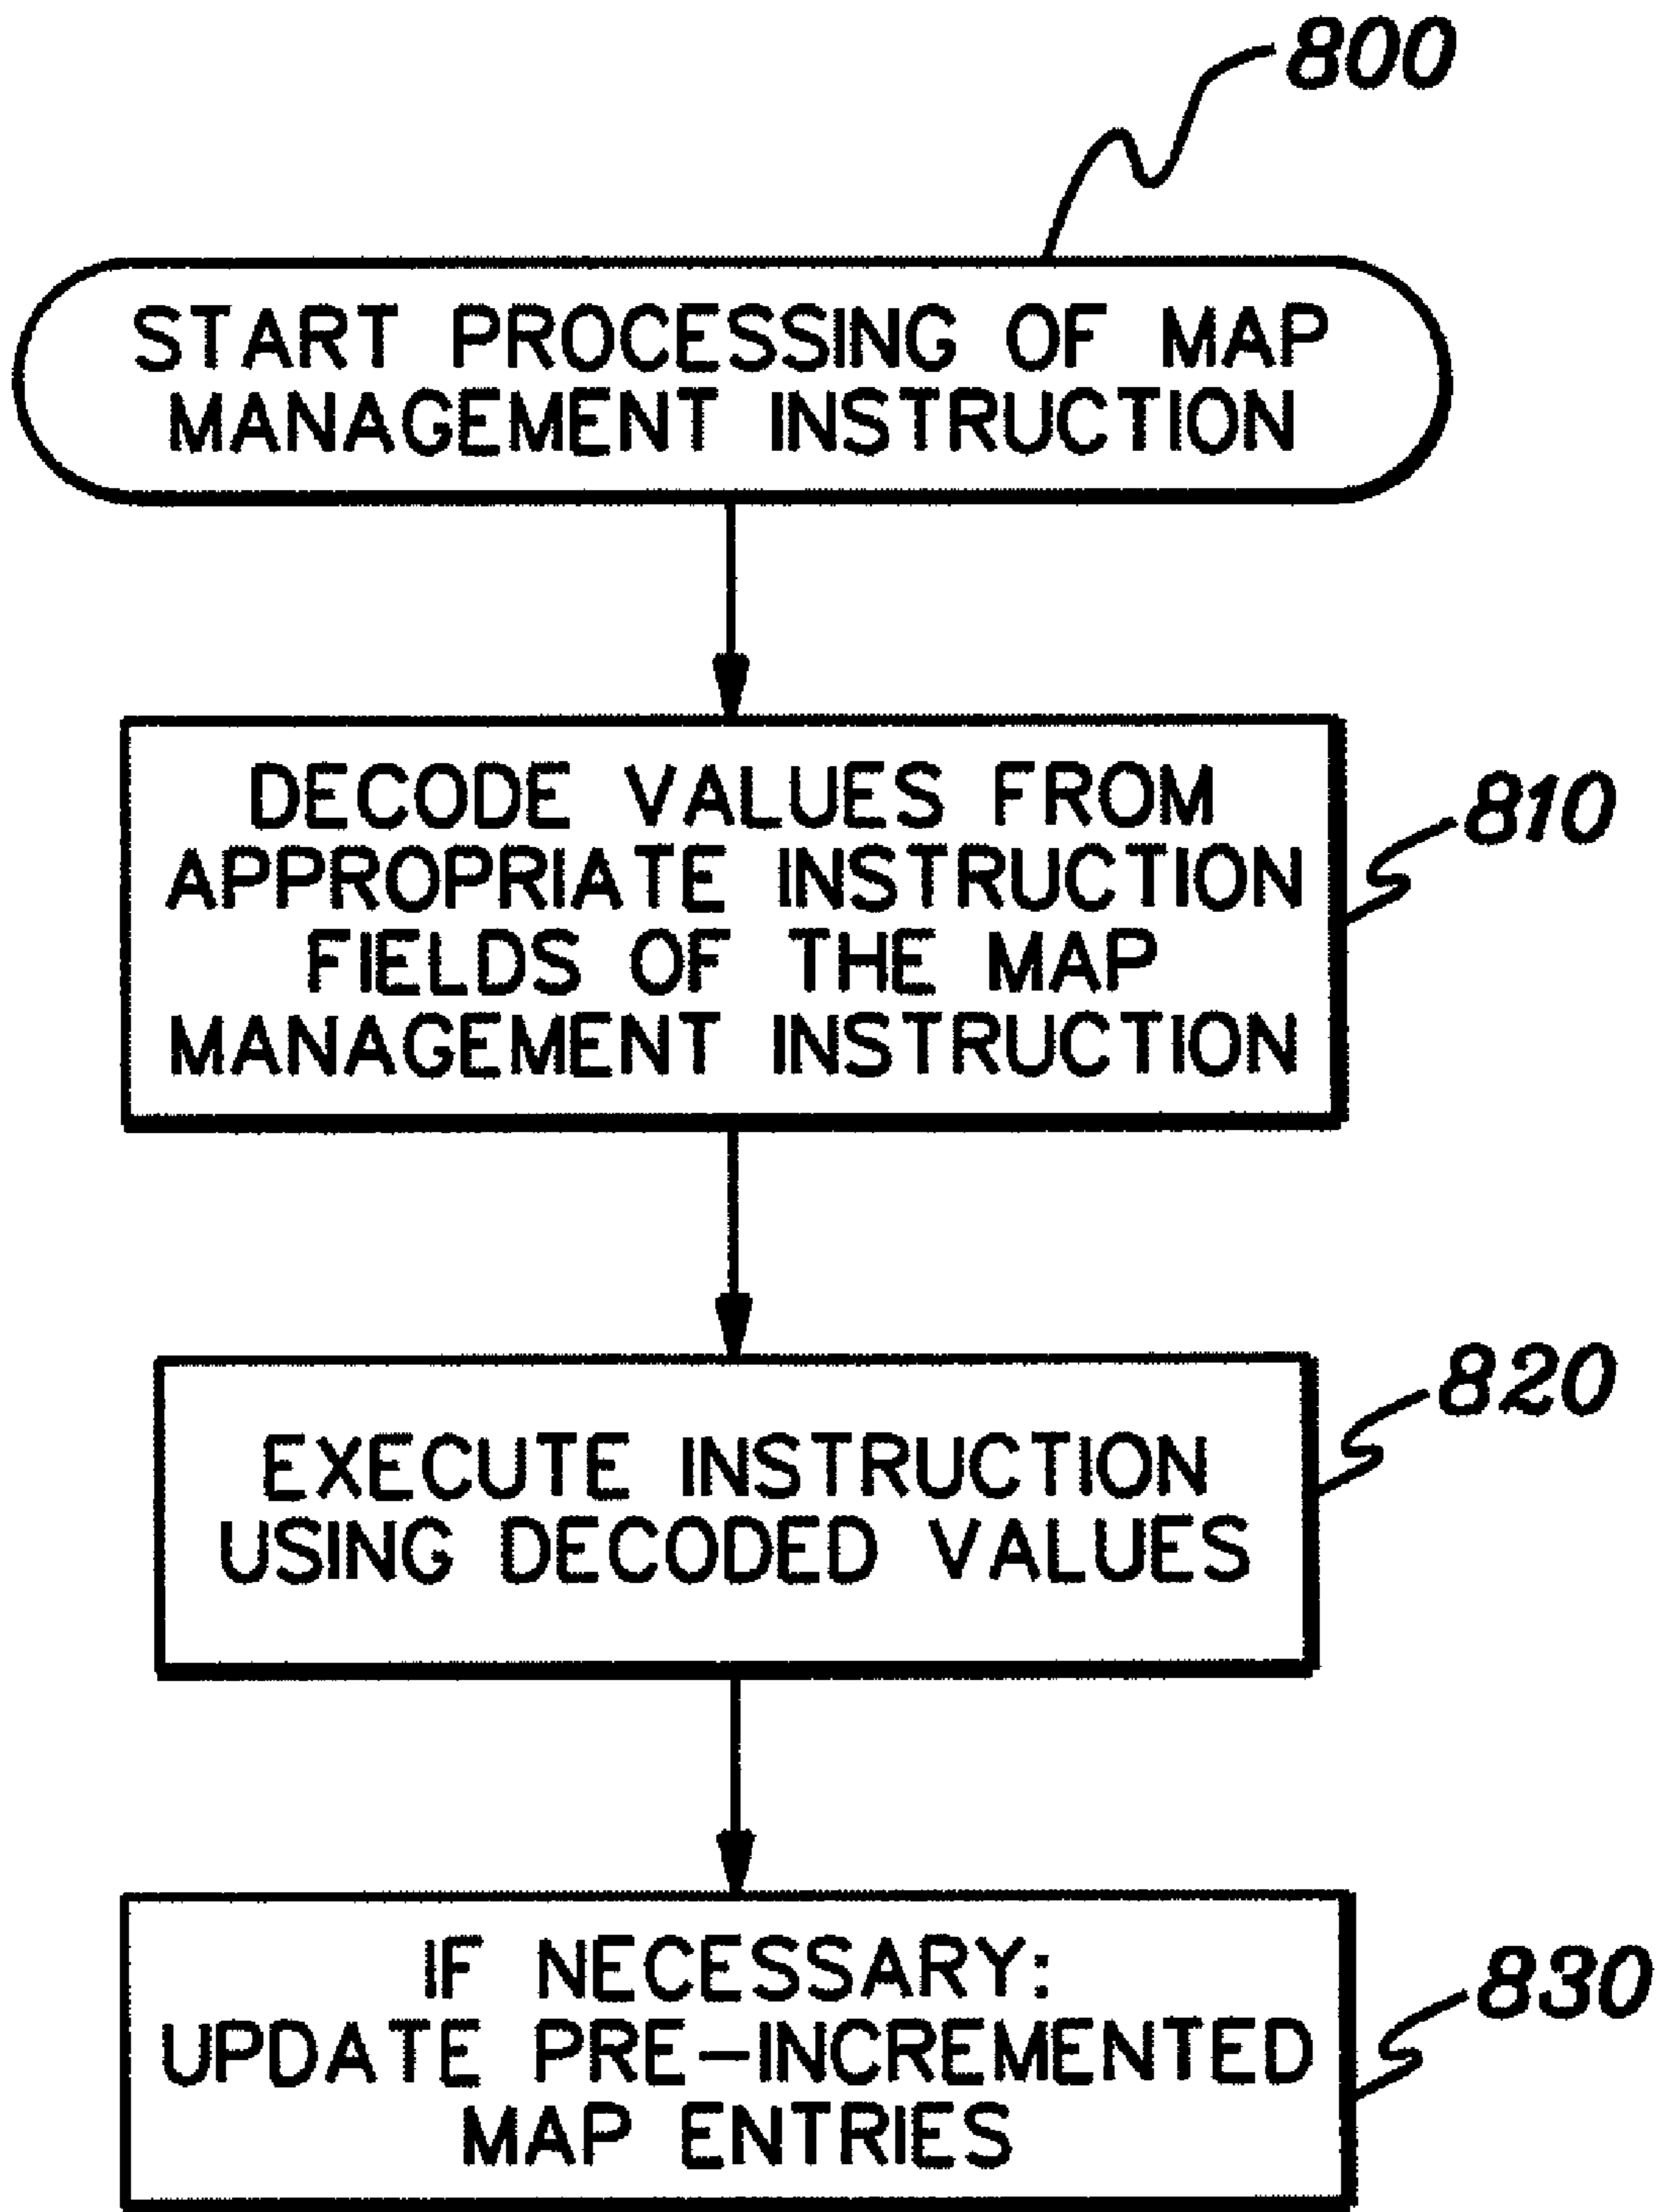 800
START PROCESSING OF MAP
MANAGEMENT INSTRUCTION
DECODE VALUES FROM
APPROPRIATE INSTRUCTION
FIELDS OF THE MAP
MANAGEMENT INSTRUCTION
810
EXECUTE INSTRUCTION
USING DECODED VALUES
820
IF NECESSARY:
UPDATE PRE-INCREMENTED
MAP ENTRIES
830